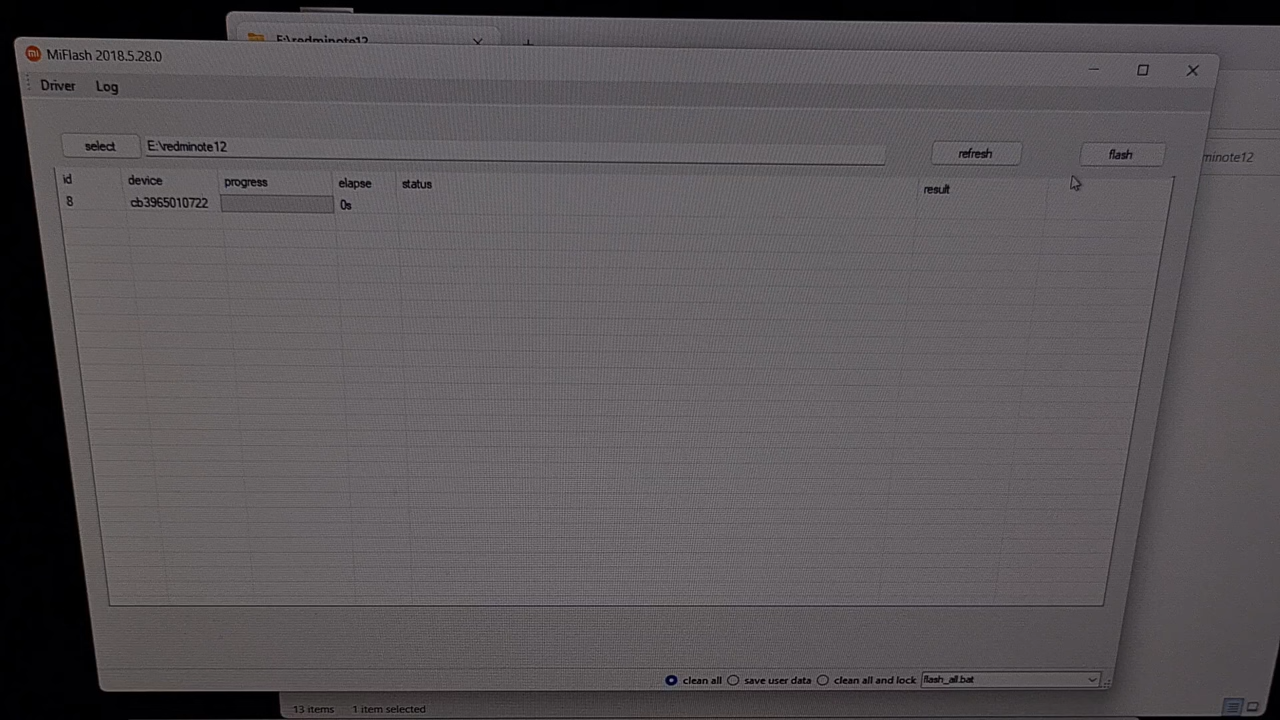 E:\redminote12
MiFlash 2018.5.28.0
Driver Log
select E:\redminote12 refresh flash
minote12
id device progress elapse status result
8 cb3965010722 0s
clean all save user data clean all and lock flash_all.bat
13 items 1 item selected